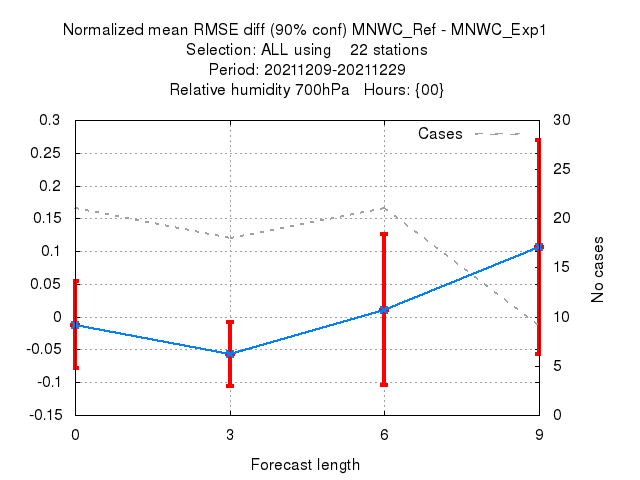 Normalized mean RMSE diff (90% conf) MNWC_Ref - MNWC_Exp1
Selection: ALL using    22 stations
Period: 20211209-20211229
Relative humidity 700hPa   Hours: {00}
Cases
0.3
0.25
0.2
0.15
0.1
0.05
0
-0.05
-0.1
-0.15
30
25
20
15
10
5
0
No cases
0 3 6 9
Forecast length